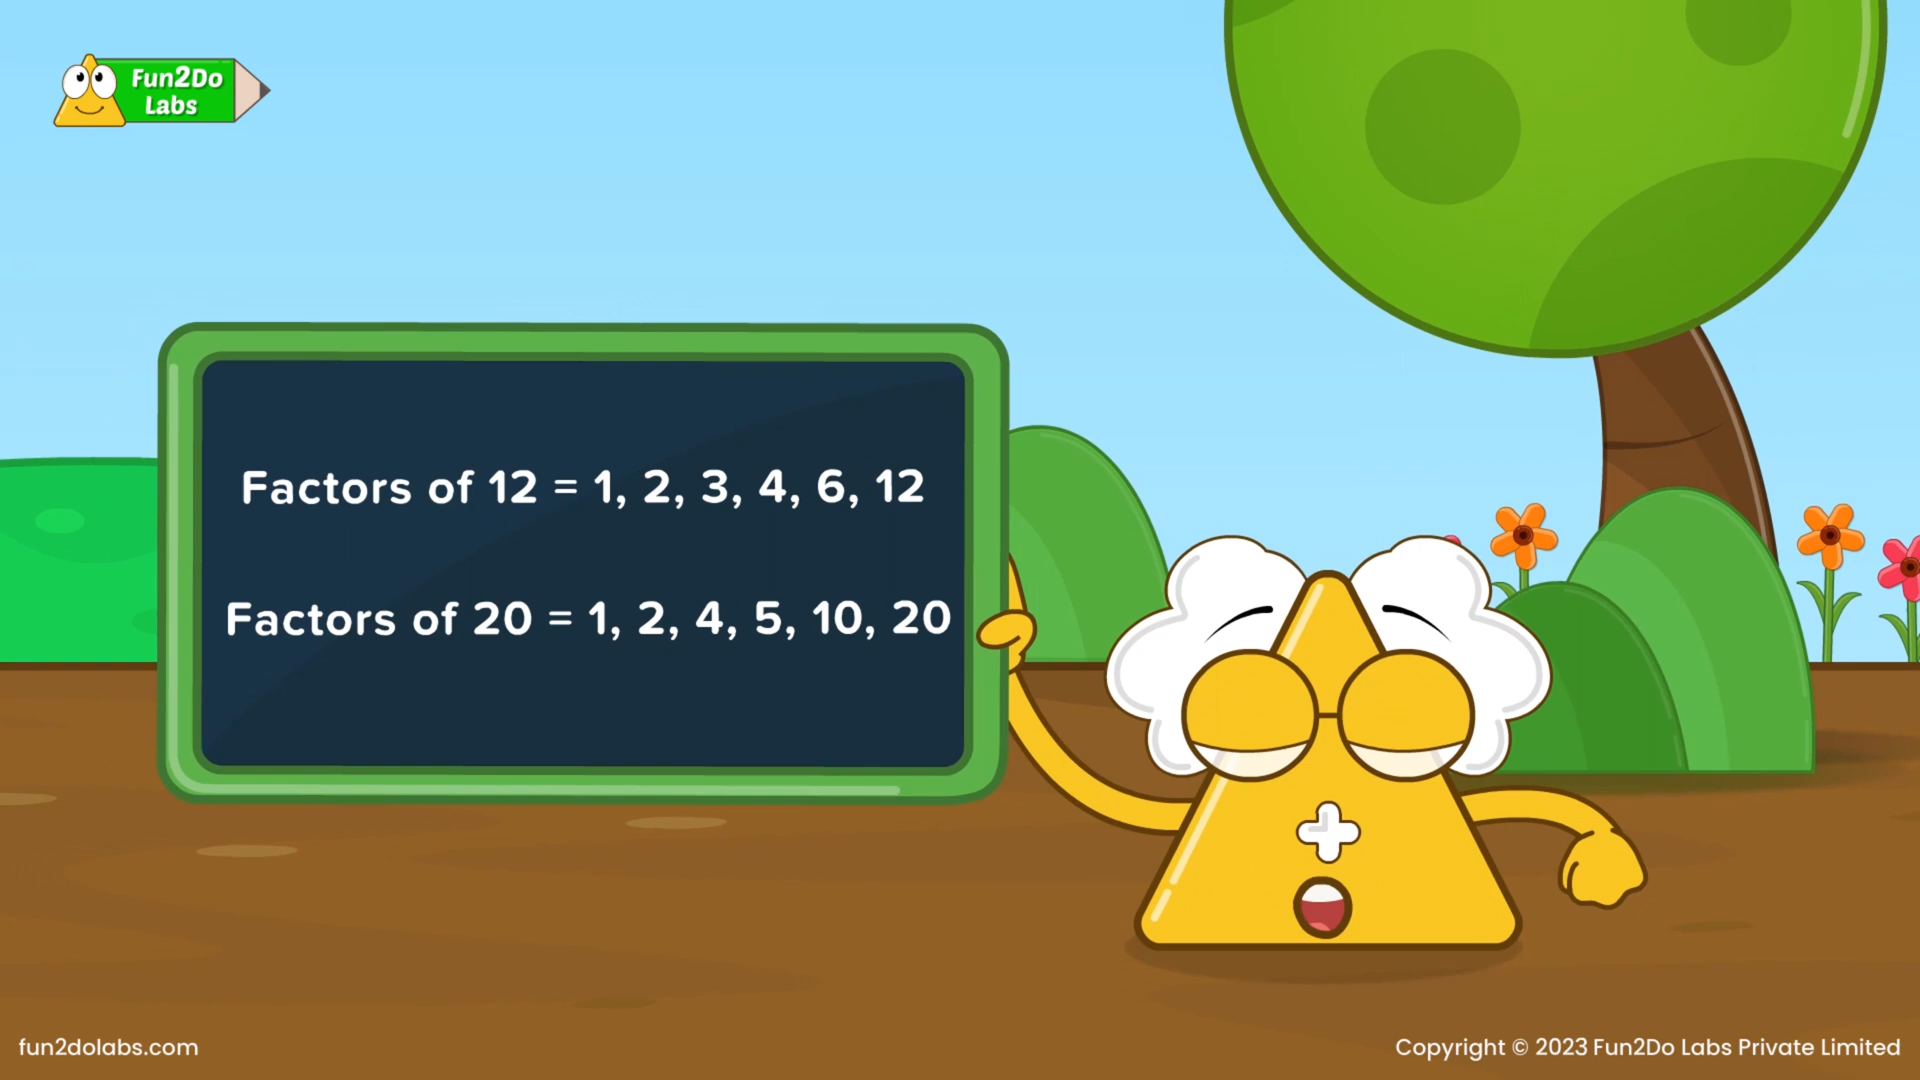 Fun2Do
Labs
Factors of 12 = 1, 2, 3, 4, 6, 12
Factors of 20 = 1, 2, 4, 5, 10, 20
fun2dolabs.com
Copyright © 2023 Fun2Do Labs Private Limited